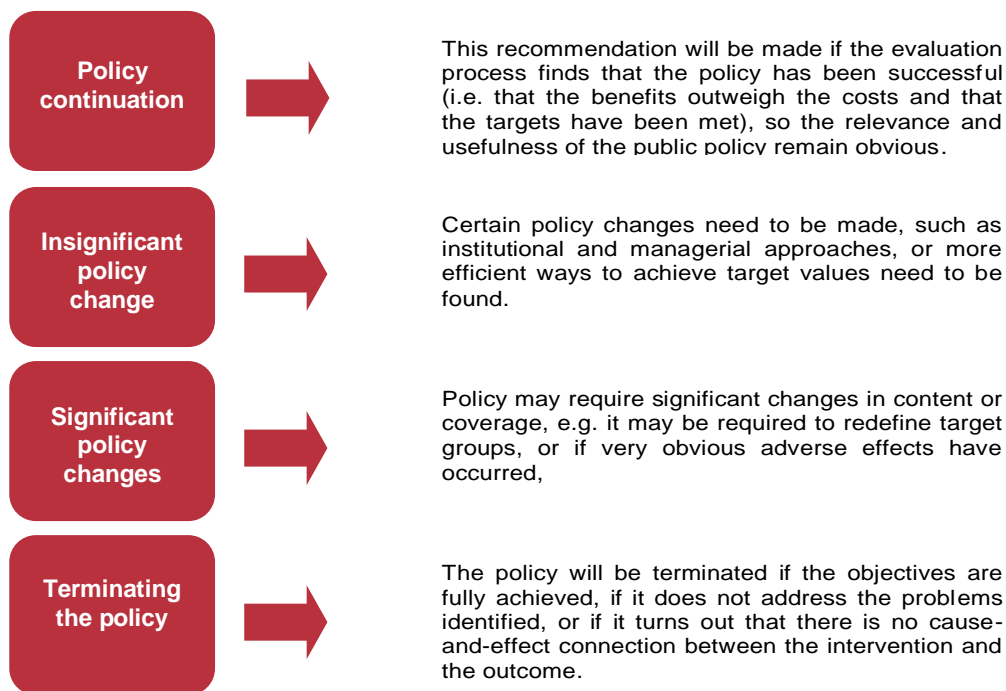 Policy
continuation
This recommendation will be made if the evaluation
process finds that the policy has been successful
(i.e. that the benefits outweigh the costs and that
the targets have been met), so the relevance and
usefulness of the public policy remain obvious.
Insignificant
policy
change
Certain policy changes need to be made, such as
institutional and managerial approaches, or more
efficient ways to achieve target values need to be
found.
Significant
policy
changes
Policy may require significant changes in content or
coverage, e.g. it may be required to redefine target
groups, or if very obvious adverse effects have
occurred,
Terminating
the policy
The policy will be terminated if the objectives are
fully achieved, if it does not address the problems
identified, or if it turns out that there is no cause-
and-effect connection between the intervention and
the outcome.